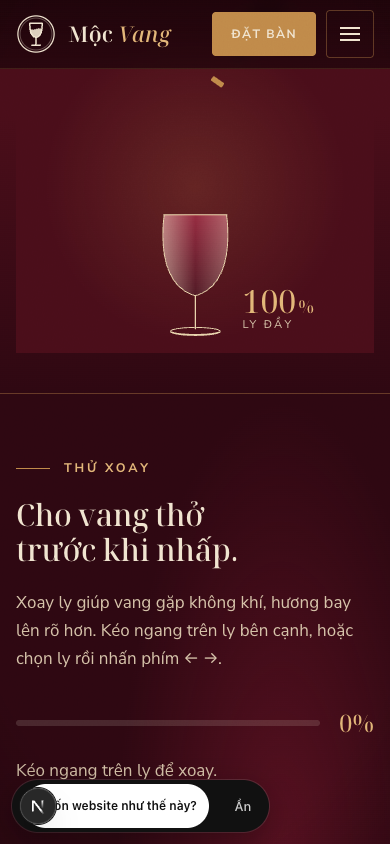 Mộc Vang
ĐẶT BÀN
100%
LY ĐẦY
THỬ XOAY
Cho vang thở
trước khi nhấp.
Xoay ly giúp vang gặp không khí, hương bay
lên rõ hơn. Kéo ngang trên ly bên cạnh, hoặc
chọn ly rồi nhấn phím ← →.
0%
Kéo ngang trên ly để xoay.
N
website như thế này?
Ẩn